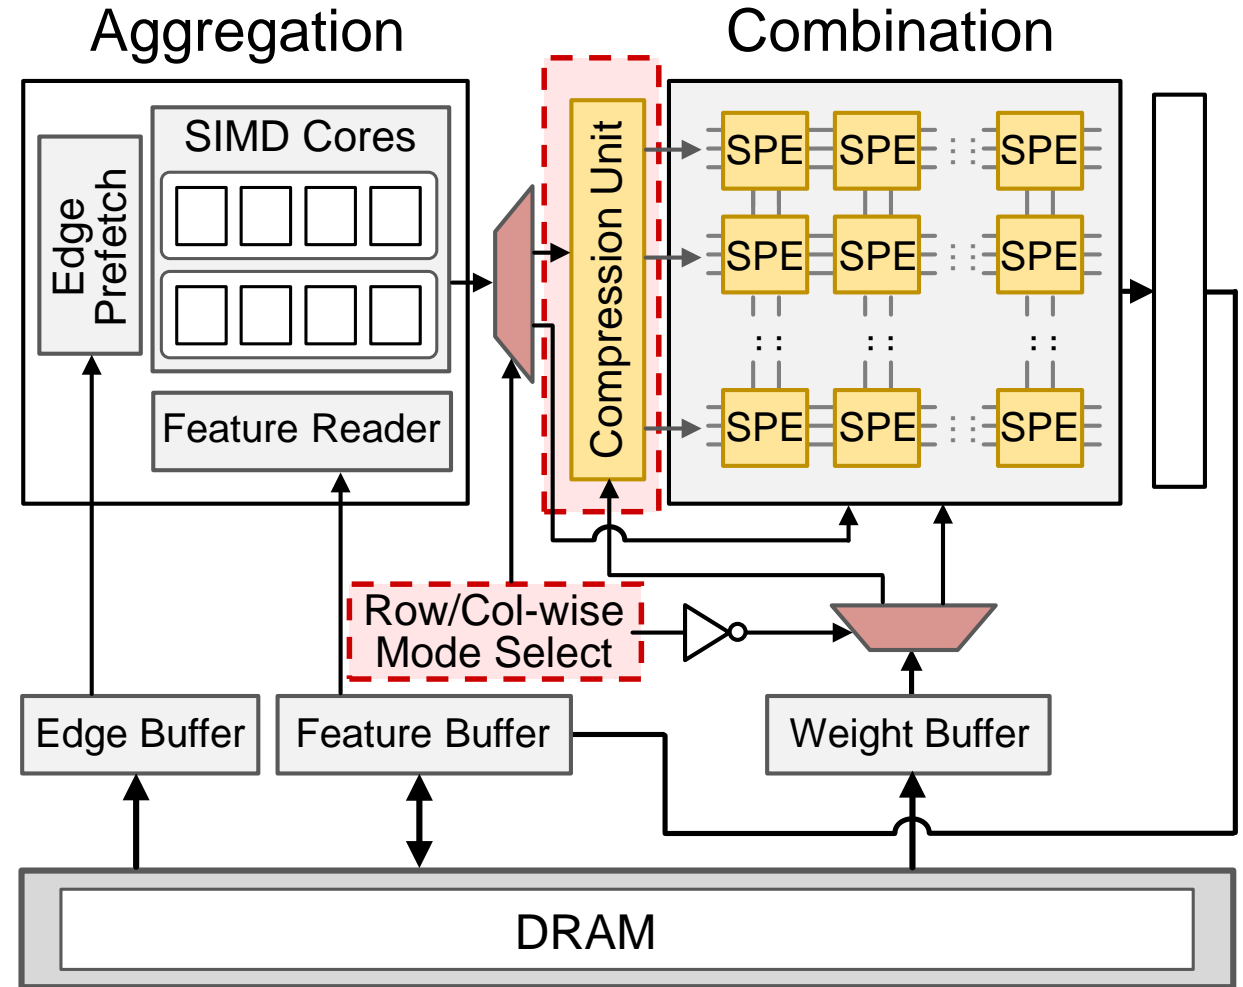 Aggregation
Combination
SIMD Cores
Edge
Prefetch
Feature Reader
Compression Unit
SPE SPE SPE
SPE SPE SPE
SPE SPE SPE
Row/Col-wise
Mode Select
Edge Buffer
Feature Buffer
Weight Buffer
DRAM